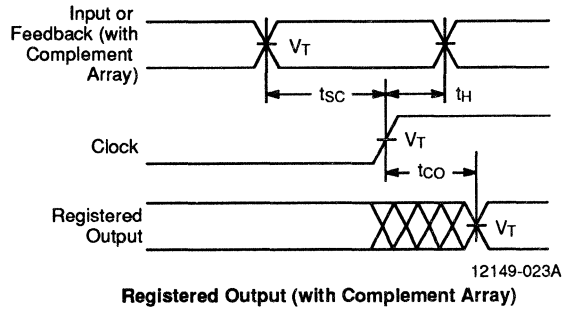 Input or
Feedback (with
Complement
Array)
VT
tSC
tH
Clock
VT
tCO
Registered
Output
VT
12149-023A
Registered Output (with Complement Array)